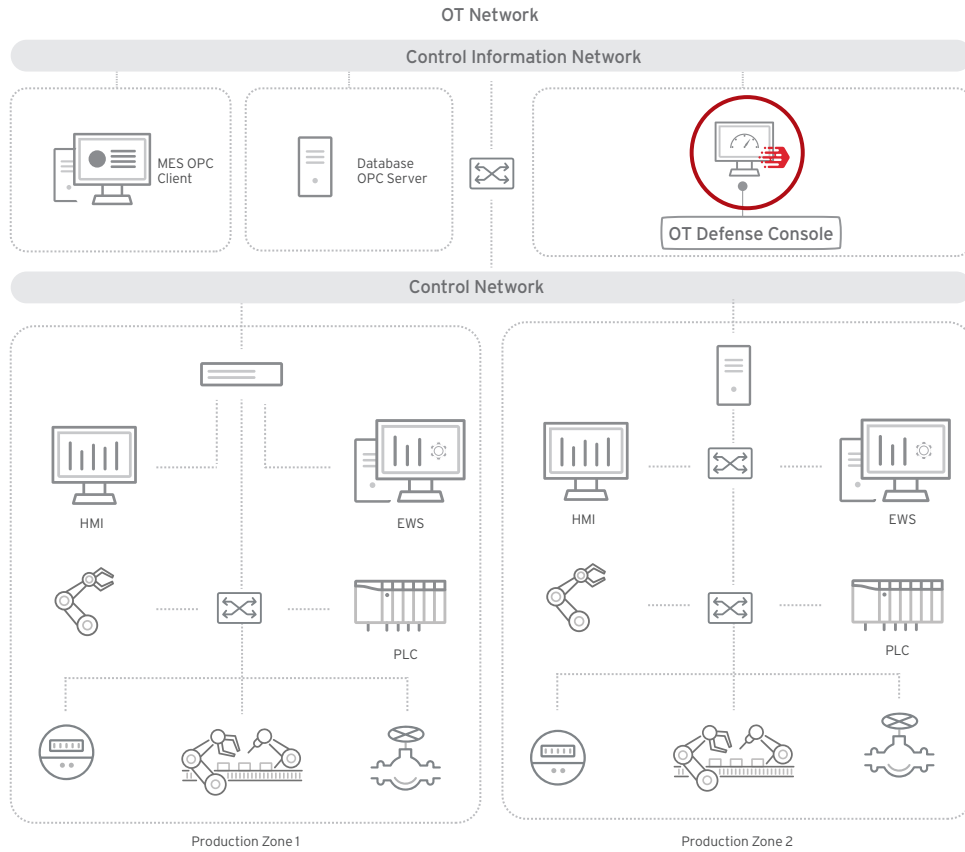 OT Network
Control Information Network
MES OPC
Client
Database
OPC Server
OT Defense Console
Control Network
HMI
EWS
HMI
EWS
PLC
PLC
Production Zone 1
Production Zone 2